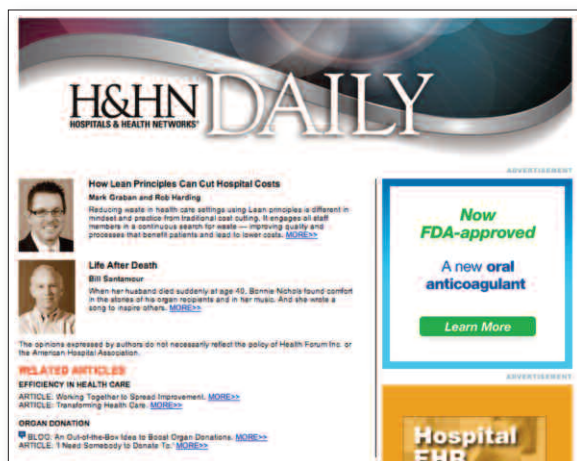 H&HN DAILY
HOSPITALS & HEALTH NETWORKS®
ADVERTISEMENT
How Lean Principles Can Cut Hospital Costs
Mark Graban and Rob Harding
Reducing waste in health care settings using Lean principles is different in
mindset and practice from traditional cost cutting. It engages all staff
members in a continuous search for waste — improving quality and
processes that benefit patients and lead to lower costs. MORE>>
Life After Death
Bill Santamour
When her husband died suddenly at age 40, Bonnie Nichols found comfort
in the stories of his organ recipients and in her music. And she wrote a
song to inspire others. MORE>>
The opinions expressed by authors do not necessarily reflect the policy of Health Forum Inc. or
the American Hospital Association.
RELATED ARTICLES
EFFICIENCY IN HEALTH CARE
ARTICLE: Working Together to Spread Improvement. MORE>>
ARTICLE: Transforming Health Care. MORE>>
ORGAN DONATION
BLOG: An Out-of-the-Box Idea to Boost Organ Donations. MORE>>
ARTICLE: 'I Need Somebody to Donate To.' MORE>>
Now
FDA-approved
A new oral
anticoagulant
Learn More
ADVERTISEMENT
Hospital
EHR